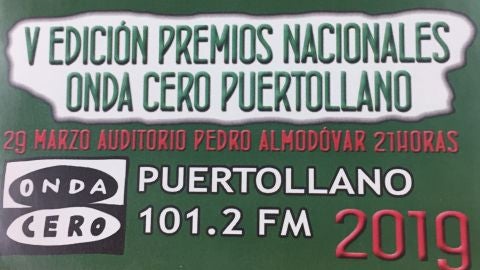 V EDICIÓN PREMIOS NACIONALES
ONDA CERO PUERTOLLANO
29 MARZO AUDITORIO PEDRO ALMODÓVAR 21HORAS
ONDA
CERO
PUERTOLLANO
101.2 FM
2019